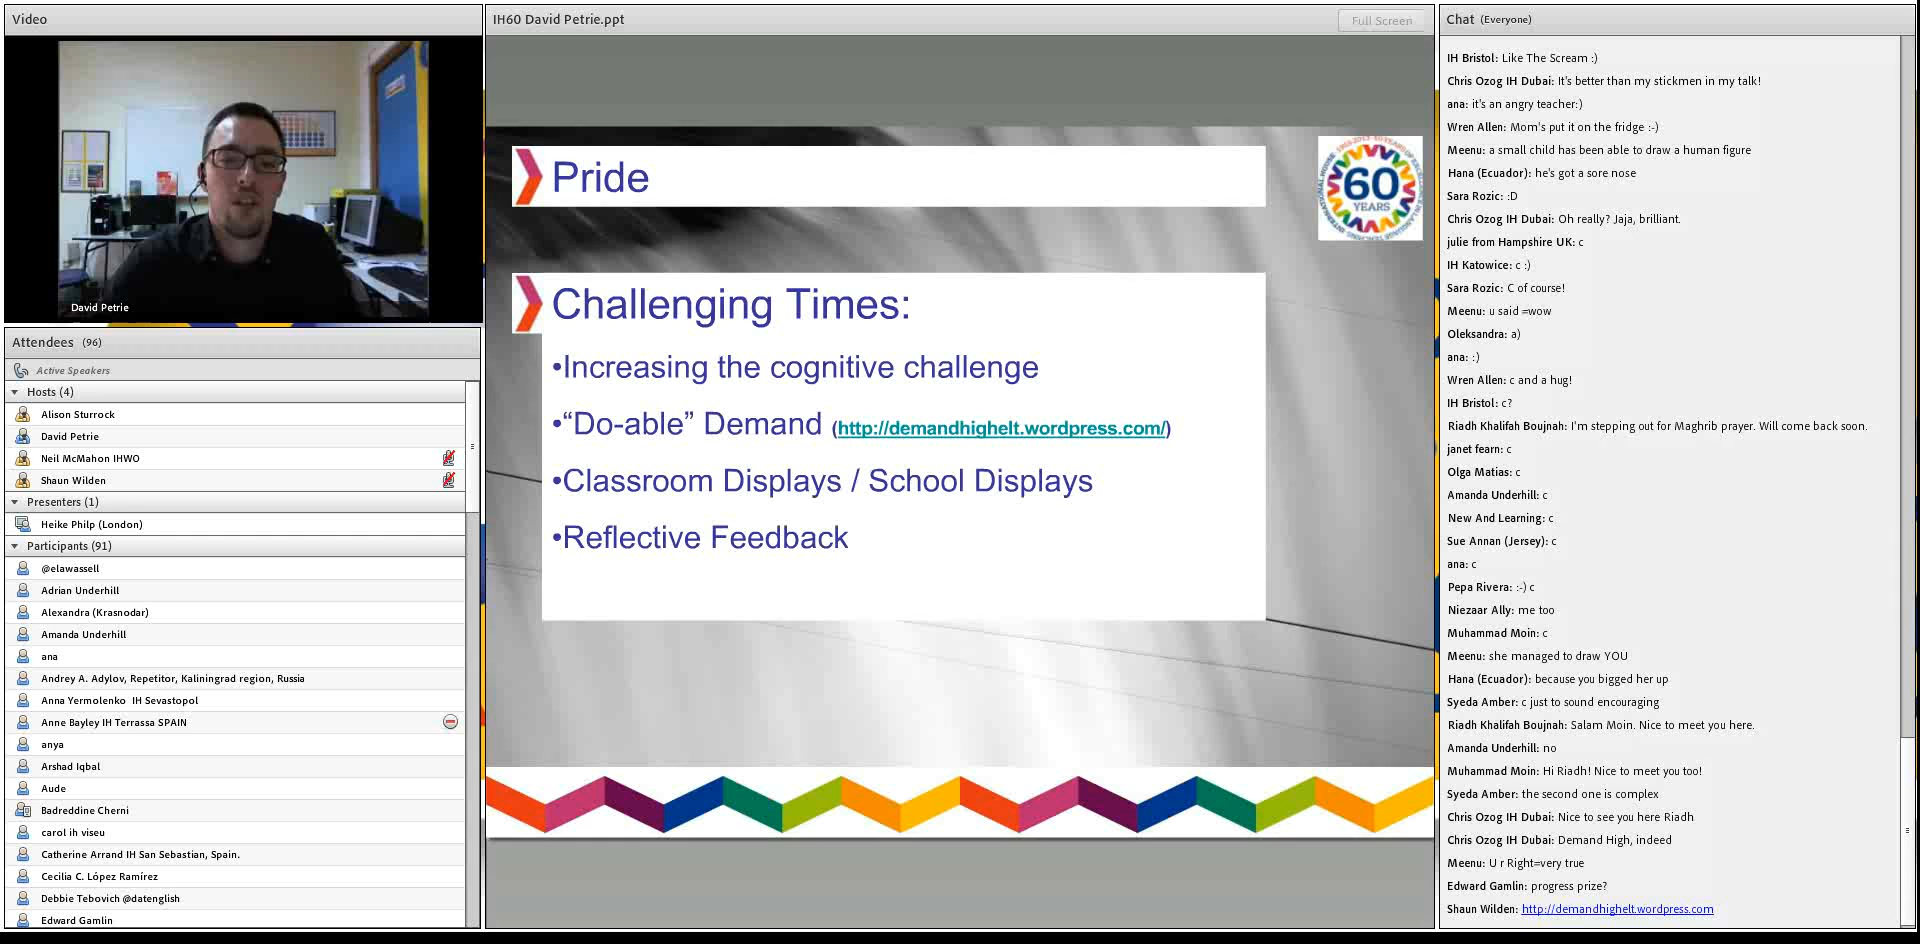 Video
David Petrie
Attendees (96)
Active Speakers
Hosts (4)
Alison Sturrock
David Petrie
Neil McMahon IHWO
Shaun Wilden
Presenters (1)
Heike Philp (London)
Participants (91)
@elawassell
Adrian Underhill
Alexandra (Krasnodar)
Amanda Underhill
ana
Andrey A. Adylov, Repetitor, Kaliningrad region, Russia
Anna Yermolenko IH Sevastopol
Anne Bayley IH Terrassa SPAIN
anya
Arshad Iqbal
Aude
Badreddine Cherni
carol ih viseu
Catherine Arrand IH San Sebastian, Spain.
Cecilia C. López Ramírez
Debbie Tebovich @datenglish
Edward Gamlin
IH60 David Petrie.ppt
Full Screen
Pride
60
YEARS
Challenging Times:
•Increasing the cognitive challenge
•“Do-able” Demand (http://demandhighelt.wordpress.com/)
•Classroom Displays / School Displays
•Reflective Feedback
Chat (Everyone)
IH Bristol: Like The Scream :)
Chris Ozog IH Dubai: It's better than my stickmen in my talk!
ana: it's an angry teacher:)
Wren Allen: Mom's put it on the fridge :-)
Meenu: a small child has been able to draw a human figure
Hana (Ecuador): he's got a sore nose
Sara Rozic: :D
Chris Ozog IH Dubai: Oh really? Jaja, brilliant.
julie from Hampshire UK: c
IH Katowice: c :)
Sara Rozic: C of course!
Meenu: u said =wow
Oleksandra: a)
ana: :)
Wren Allen: c and a hug!
IH Bristol: c?
Riadh Khalifah Boujnah: I'm stepping out for Maghrib prayer. Will come back soon.
janet fearn: c
Olga Matias: c
Amanda Underhill: c
New And Learning: c
Sue Annan (Jersey): c
ana: c
Pepa Rivera: :-) c
Niezaar Ally: me too
Muhammad Moin: c
Meenu: she managed to draw YOU
Hana (Ecuador): because you bigged her up
Syeda Amber: c just to sound encouraging
Riadh Khalifah Boujnah: Salam Moin. Nice to meet you here.
Amanda Underhill: no
Muhammad Moin: Hi Riadh! Nice to meet you too!
Syeda Amber: the second one is complex
Chris Ozog IH Dubai: Nice to see you here Riadh
Chris Ozog IH Dubai: Demand High, indeed
Meenu: U r Right=very true
Edward Gamlin: progress prize?
Shaun Wilden: http://demandhighelt.wordpress.com